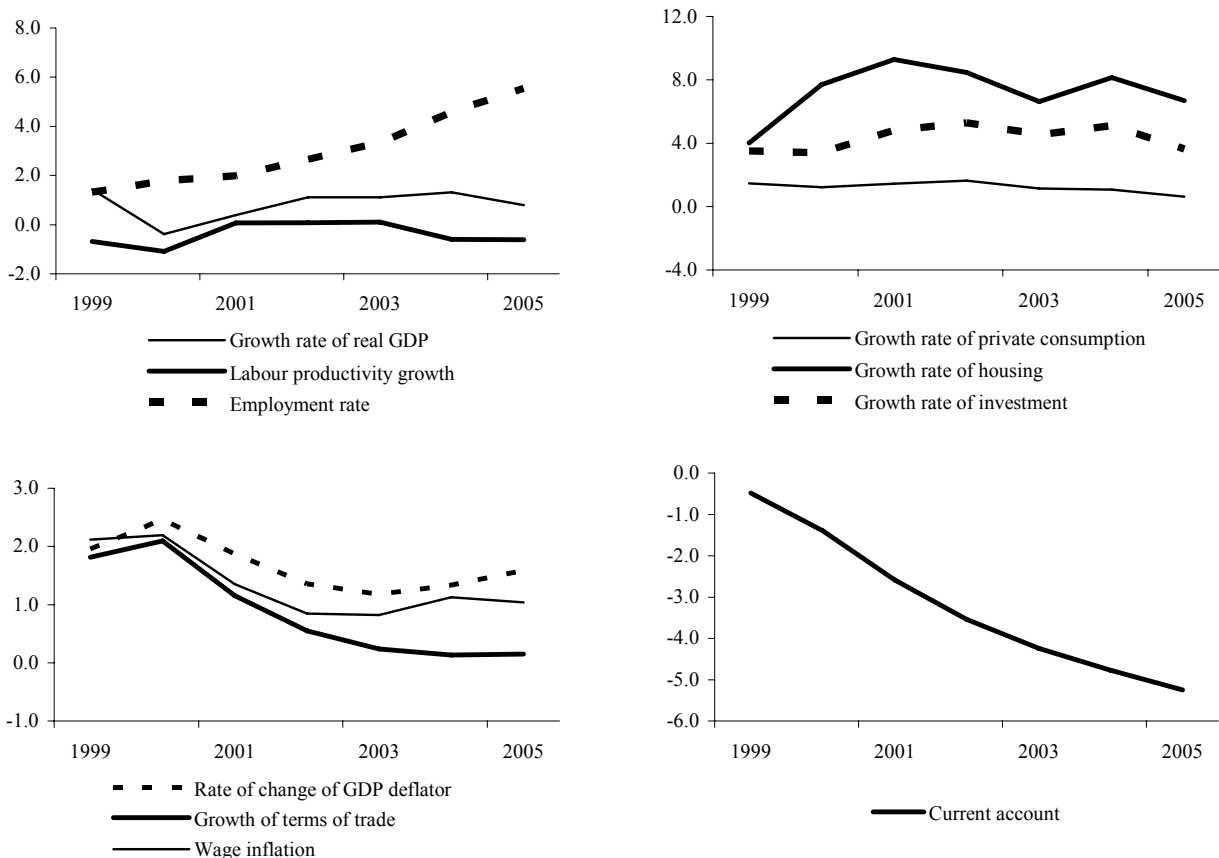 8.0
6.0
4.0
2.0
0.0
-2.0
1999 2001 2003 2005
Growth rate of real GDP
Labour productivity growth
Employment rate
12.0
8.0
4.0
0.0
-4.0
1999 2001 2003 2005
Growth rate of private consumption
Growth rate of housing
Growth rate of investment
3.0
2.0
1.0
0.0
-1.0
1999 2001 2003 2005
Rate of change of GDP deflator
Growth of terms of trade
Wage inflation
0.0
-1.0
-2.0
-3.0
-4.0
-5.0
-6.0
1999 2001 2003 2005
Current account